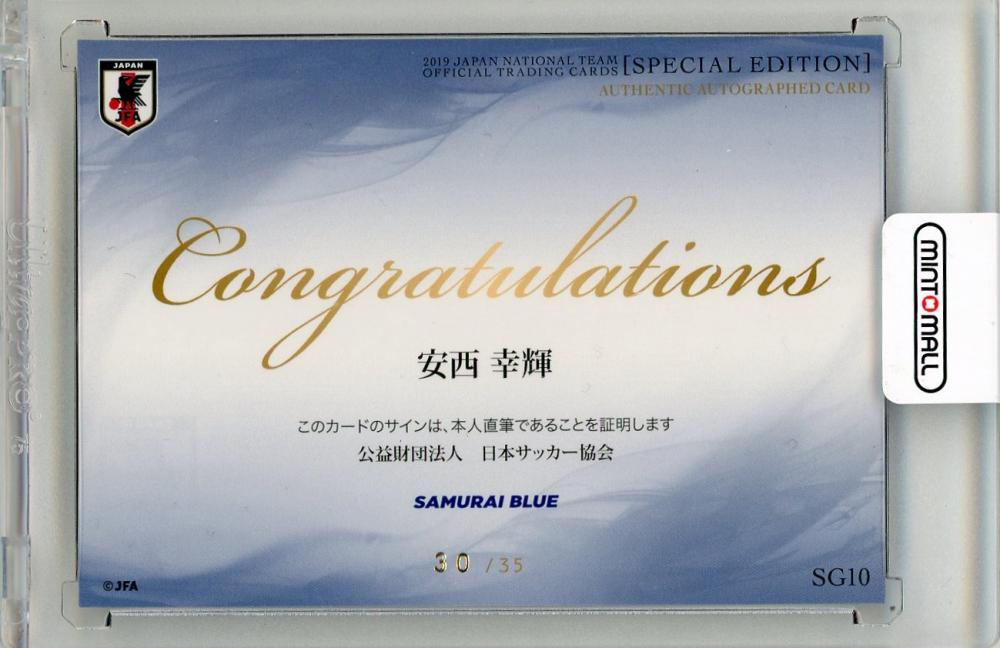 JAPAN
JFA
2019 JAPAN NATIONAL TEAM
OFFICIAL TRADING CARDS [SPECIAL EDITION]
AUTHENTIC AUTOGRAPHED CARD
Congratulations
安西 幸輝
このカードのサインは、本人直筆であることを証明します
公益財団法人 日本サッカー協会
SAMURAI BLUE
30 /35
©JFA
SG10
MINTMALL